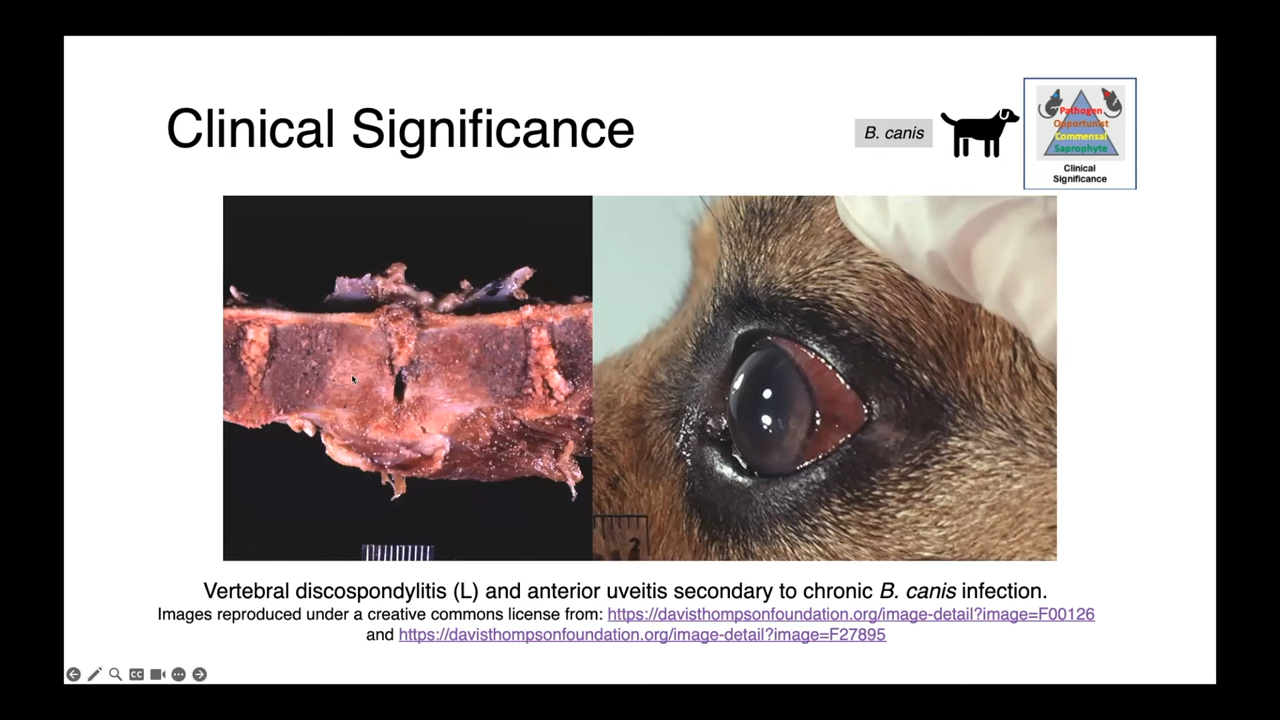 Clinical Significance
B. canis
Pathogen
Opportunist
Commensal
Saprophyte
Clinical
Significance
2
Vertebral discospondylitis (L) and anterior uveitis secondary to chronic B. canis infection.
Images reproduced under a creative commons license from: https://davisthompsonfoundation.org/image-detail?image=F00126
and https://davisthompsonfoundation.org/image-detail?image=F27895
CC